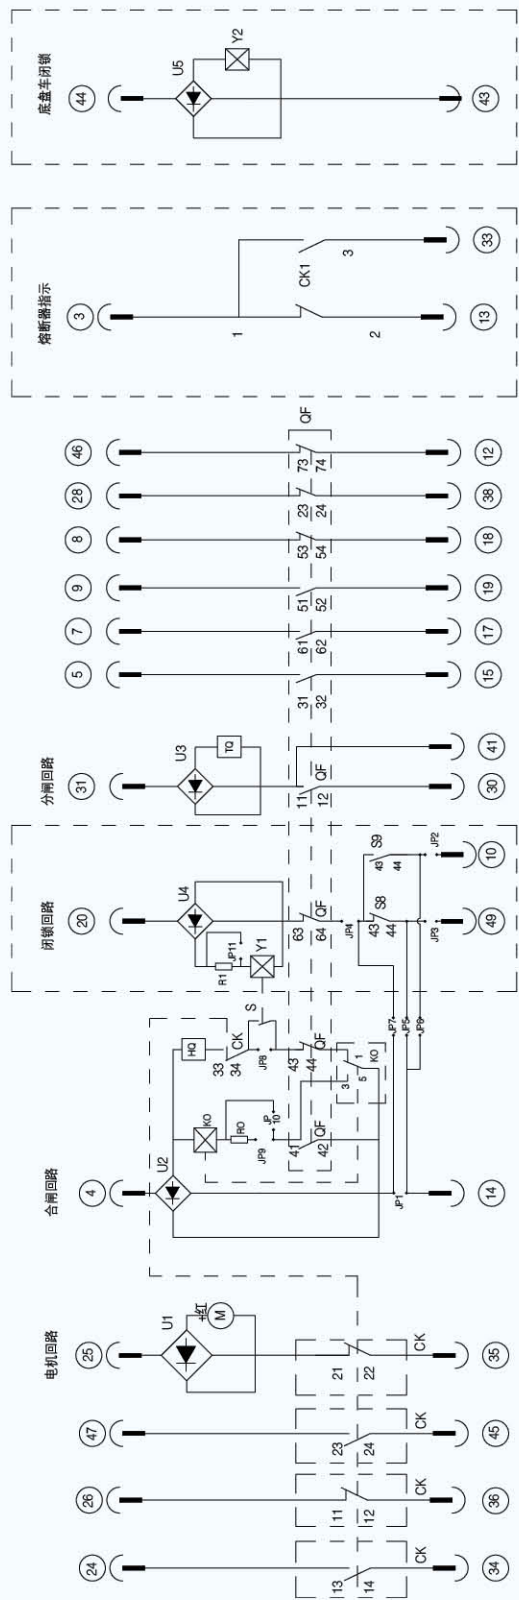 底盘车闭锁
44
U5
Y2
43
熔断器指示
3
1
CK1
3
2
33
13
QF
46
73 74
12
28
23 24
38
8
53 54
18
9
51 52
19
7
61 62
17
5
31 32
15
分闸回路
31
U3
TQ
11 12
QF
41
30
闭锁回路
20
U4
R1
JP11
Y1
63 64
QF
JP4
S9
43 44
JP2
10
S8
43 44
JP3
49
JP7
JP5
JP6
合闸回路
4
U2
HQ
33 34
CK
S
JP8
43 44
QF
KO
RO
JP9
JP
10
41 42
QF
3
1
5
KO
JP1
14
电机回路
25
U1
+红
M
21 22
CK
35
47
23 24
CK
45
26
11 12
CK
36
24
13 14
CK
34